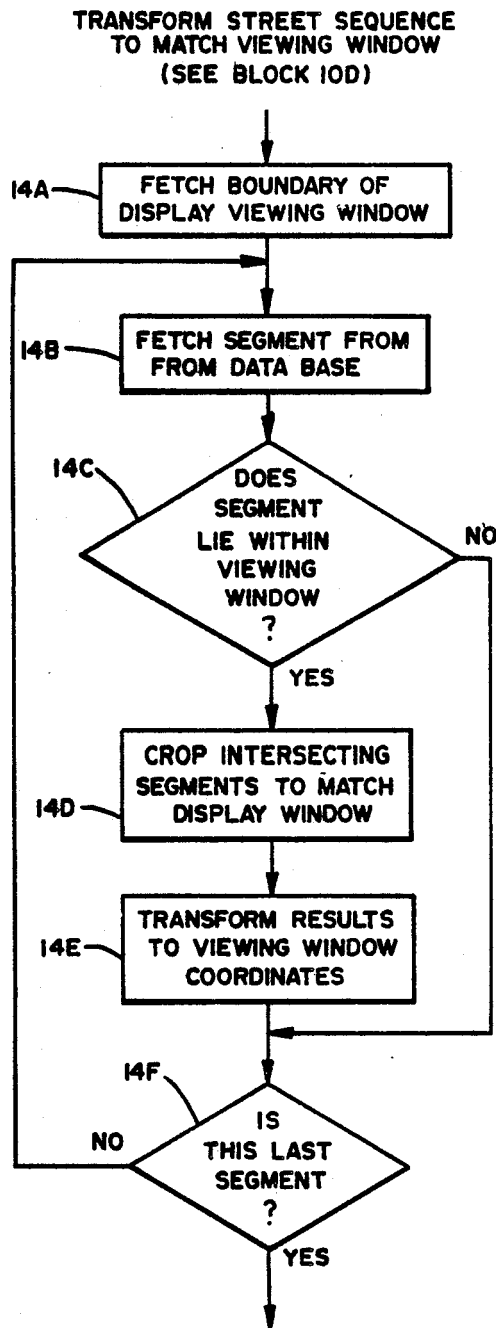 TRANSFORM STREET SEQUENCE
TO MATCH VIEWING WINDOW
(SEE BLOCK 10D)
14A
FETCH BOUNDARY OF
DISPLAY VIEWING WINDOW
14B
FETCH SEGMENT FROM
FROM DATA BASE
14C
DOES
SEGMENT
LIE WITHIN
VIEWING
WINDOW
?
NO
YES
14D
CROP INTERSECTING
SEGMENTS TO MATCH
DISPLAY WINDOW
14E
TRANSFORM RESULTS
TO VIEWING WINDOW
COORDINATES
14F
IS
THIS LAST
SEGMENT
?
NO
YES